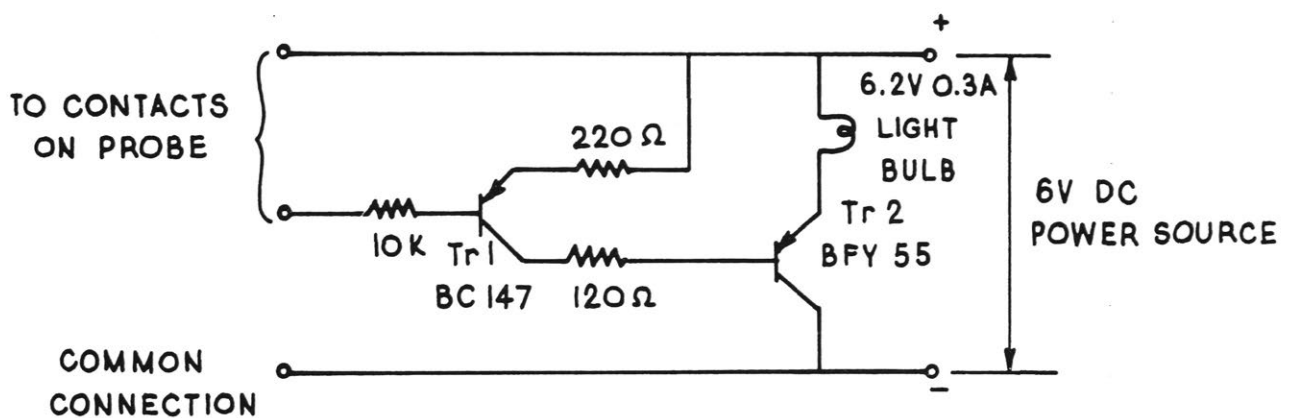 +
TO CONTACTS
ON PROBE
6.2V 0.3A
LIGHT
BULB
220 Ω
6V DC
POWER SOURCE
10K
Tr 1
BC 147
120 Ω
Tr 2
BFY 55
COMMON
CONNECTION
–